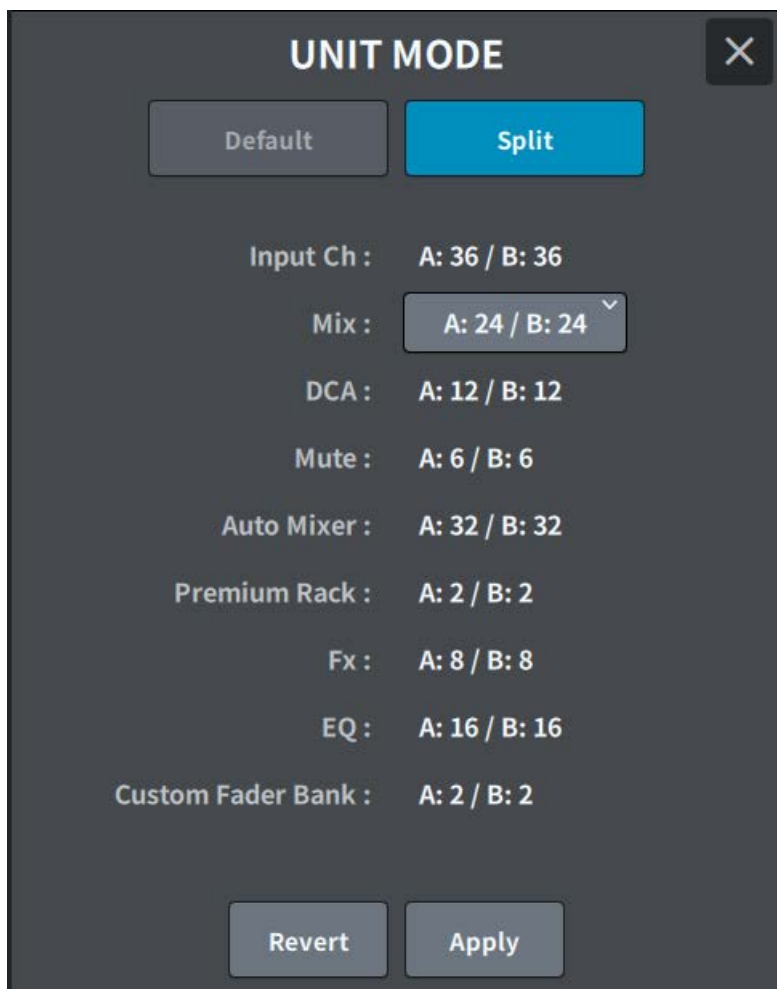 UNIT MODE
Default Split
Input Ch : A: 36 / B: 36
Mix : A: 24 / B: 24
DCA : A: 12 / B: 12
Mute : A: 6 / B: 6
Auto Mixer : A: 32 / B: 32
Premium Rack : A: 2 / B: 2
Fx : A: 8 / B: 8
EQ : A: 16 / B: 16
Custom Fader Bank : A: 2 / B: 2
Revert Apply